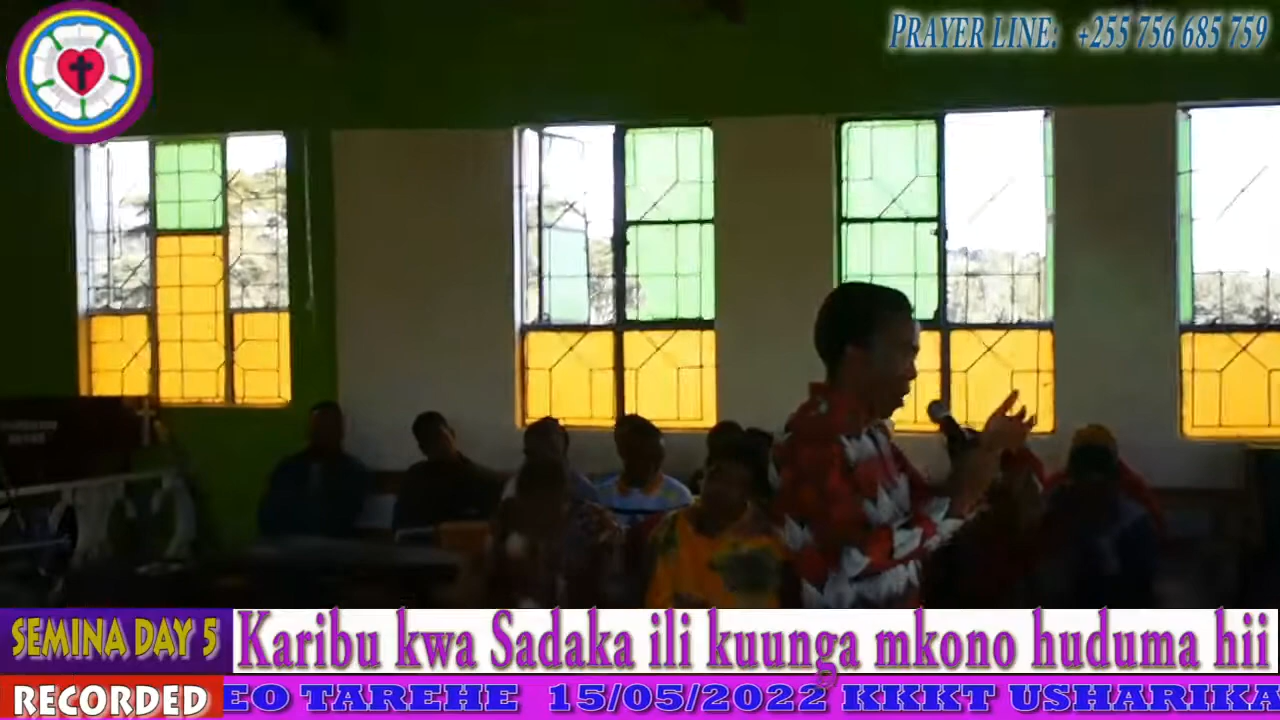 PRAYER LINE: +255 756 685 759
SEMINA DAY 5
Karibu kwa Sadaka ili kuunga mkono huduma hii
RECORDED
EO TAREHE 15/05/2022 KKKT USHARIKA